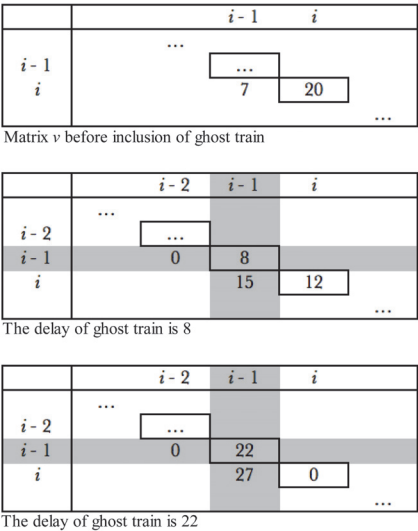 i - 1 i
...
i - 1 ...
i 7 20
...
Matrix v before inclusion of ghost train
i - 2 i - 1 i
...
i - 2 ...
i - 1 0 8
i 15 12
...
The delay of ghost train is 8
i - 2 i - 1 i
...
i - 2 ...
i - 1 0 22
i 27 0
...
The delay of ghost train is 22